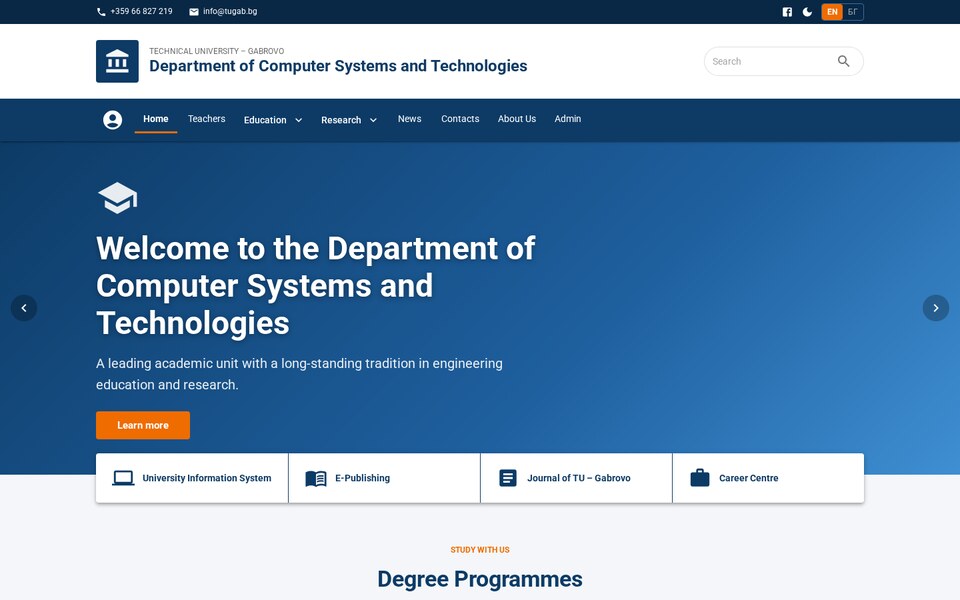 +359 66 827 219 info@tugab.bg EN БГ
TECHNICAL UNIVERSITY – GABROVO
Department of Computer Systems and Technologies
Search
Home Teachers Education Research News Contacts About Us Admin
Welcome to the Department of
Computer Systems and
Technologies
A leading academic unit with a long-standing tradition in engineering
education and research.
Learn more
University Information System E-Publishing Journal of TU – Gabrovo Career Centre
STUDY WITH US
Degree Programmes